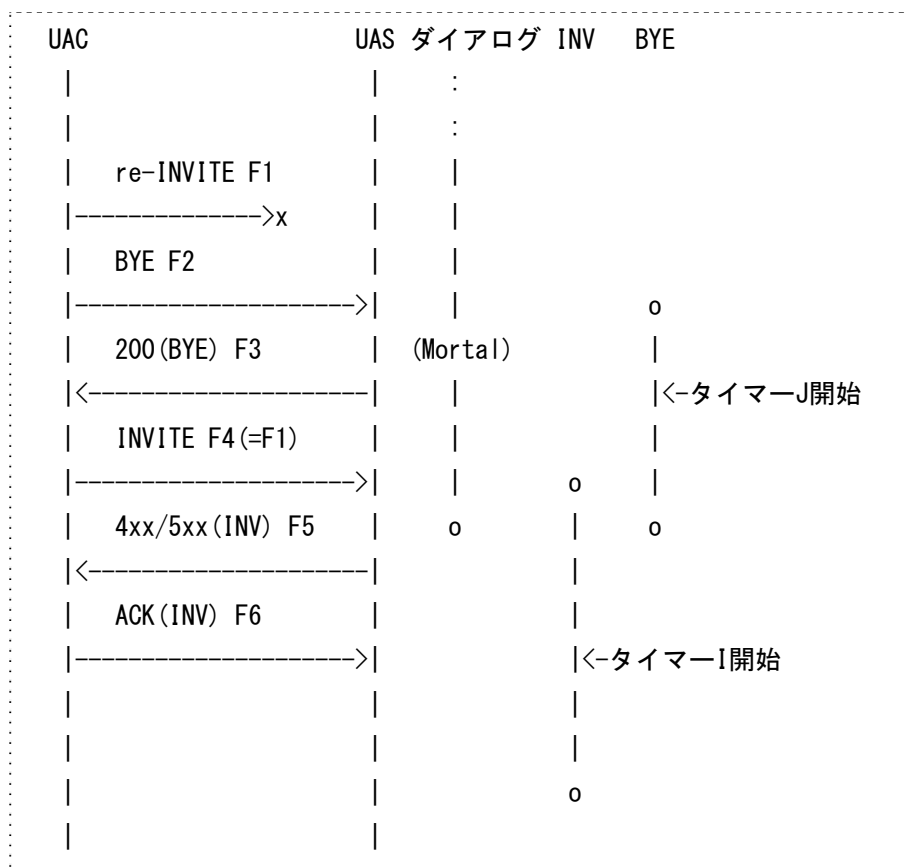 UAC UAS ダイアログ INV BYE
| | :
| | :
| re-INVITE F1 | |
|-------------->x | |
| BYE F2 | |
|--------------------->| | o
| 200(BYE) F3 | (Mortal) |
|<---------------------| | |<-タイマーJ開始
| INVITE F4(=F1) | | |
|--------------------->| | o |
| 4xx/5xx(INV) F5 | o | o
|<---------------------| |
| ACK(INV) F6 | |
|--------------------->| |<-タイマーI開始
| | |
| | |
| | o
| |